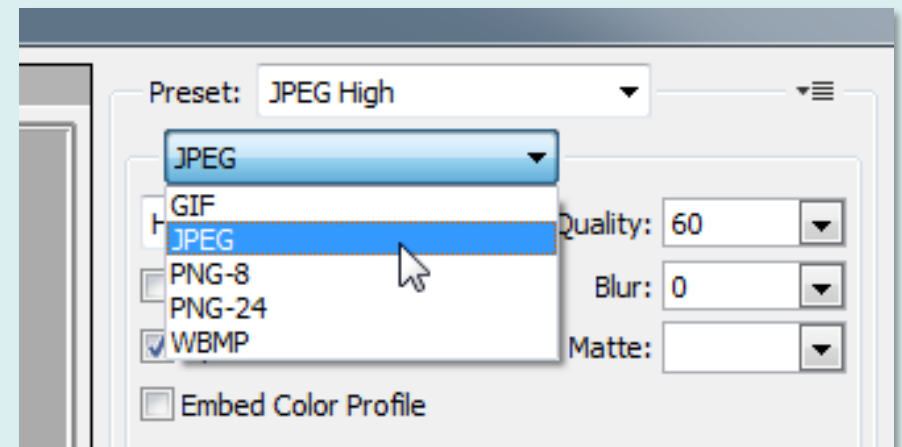 Preset: JPEG High
JPEG
GIF
Quality: 60
JPEG
PNG-8
Blur: 0
PNG-24
WBMP
Matte:
Embed Color Profile